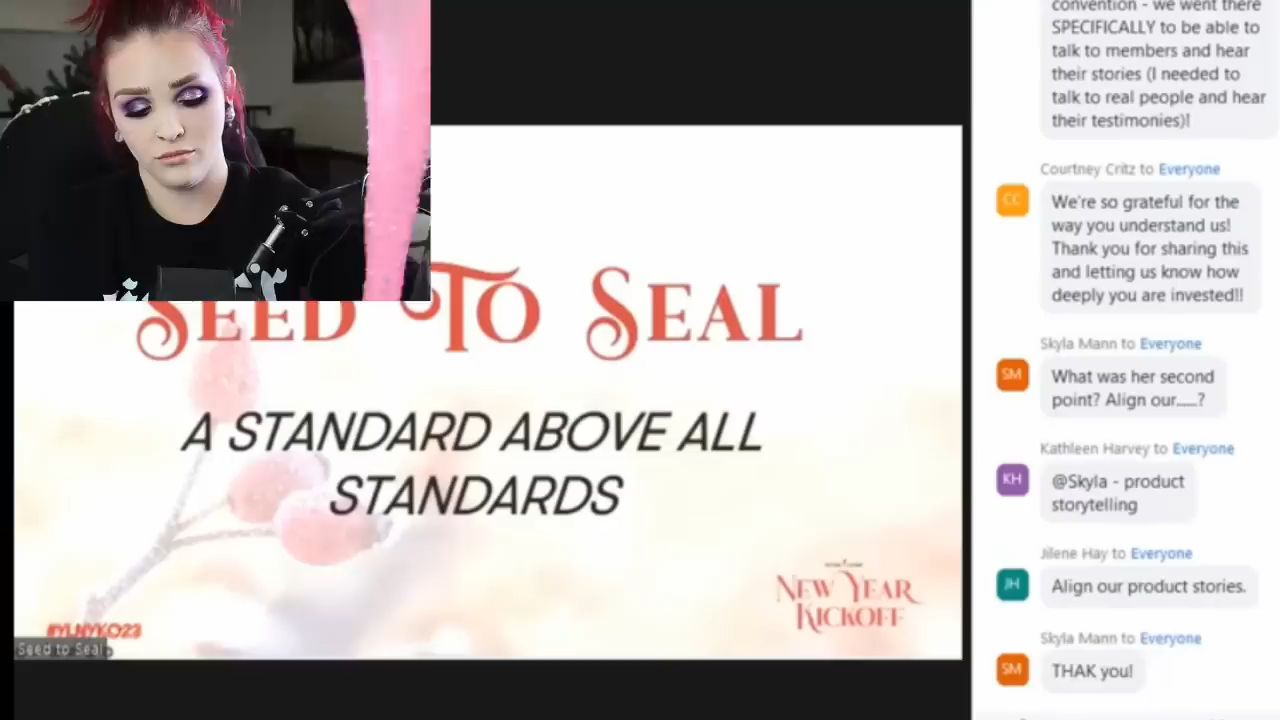 SEED TO SEAL
A STANDARD ABOVE ALL
STANDARDS
NEW YEAR
KICKOFF
#YLNYKO23
Seed to Seal
convention - we went there
SPECIFICALLY to be able to
talk to members and hear
their stories (I needed to
talk to real people and hear
their testimonies)!
Courtney Critz to Everyone
CC
We're so grateful for the
way you understand us!
Thank you for sharing this
and letting us know how
deeply you are invested!!
Skyla Mann to Everyone
SM
What was her second
point? Align our......?
Kathleen Harvey to Everyone
KH
@Skyla - product
storytelling
Jilene Hay to Everyone
JH
Align our product stories.
Skyla Mann to Everyone
SM
THAK you!